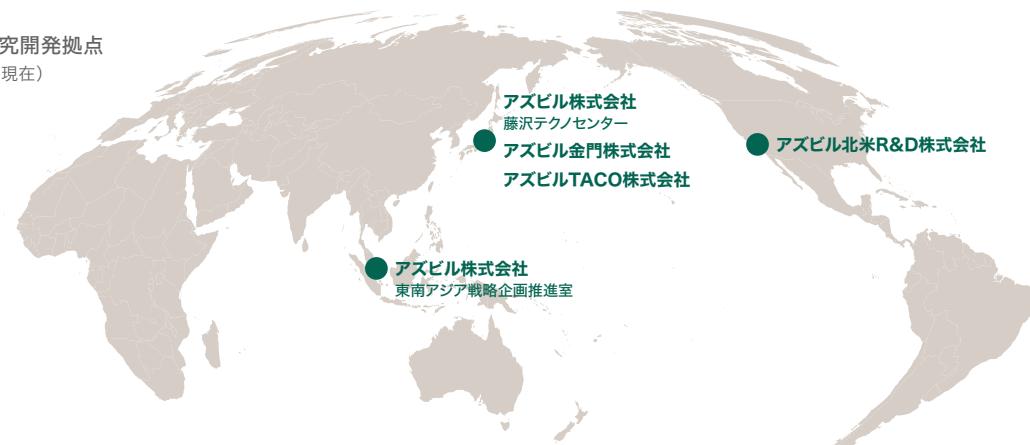 究開発拠点
現在）
アズビル株式会社
藤沢テクノセンター
アズビル金門株式会社
アズビルTACO株式会社
アズビル北米R&D株式会社
アズビル株式会社
東南アジア戦略企画推進室